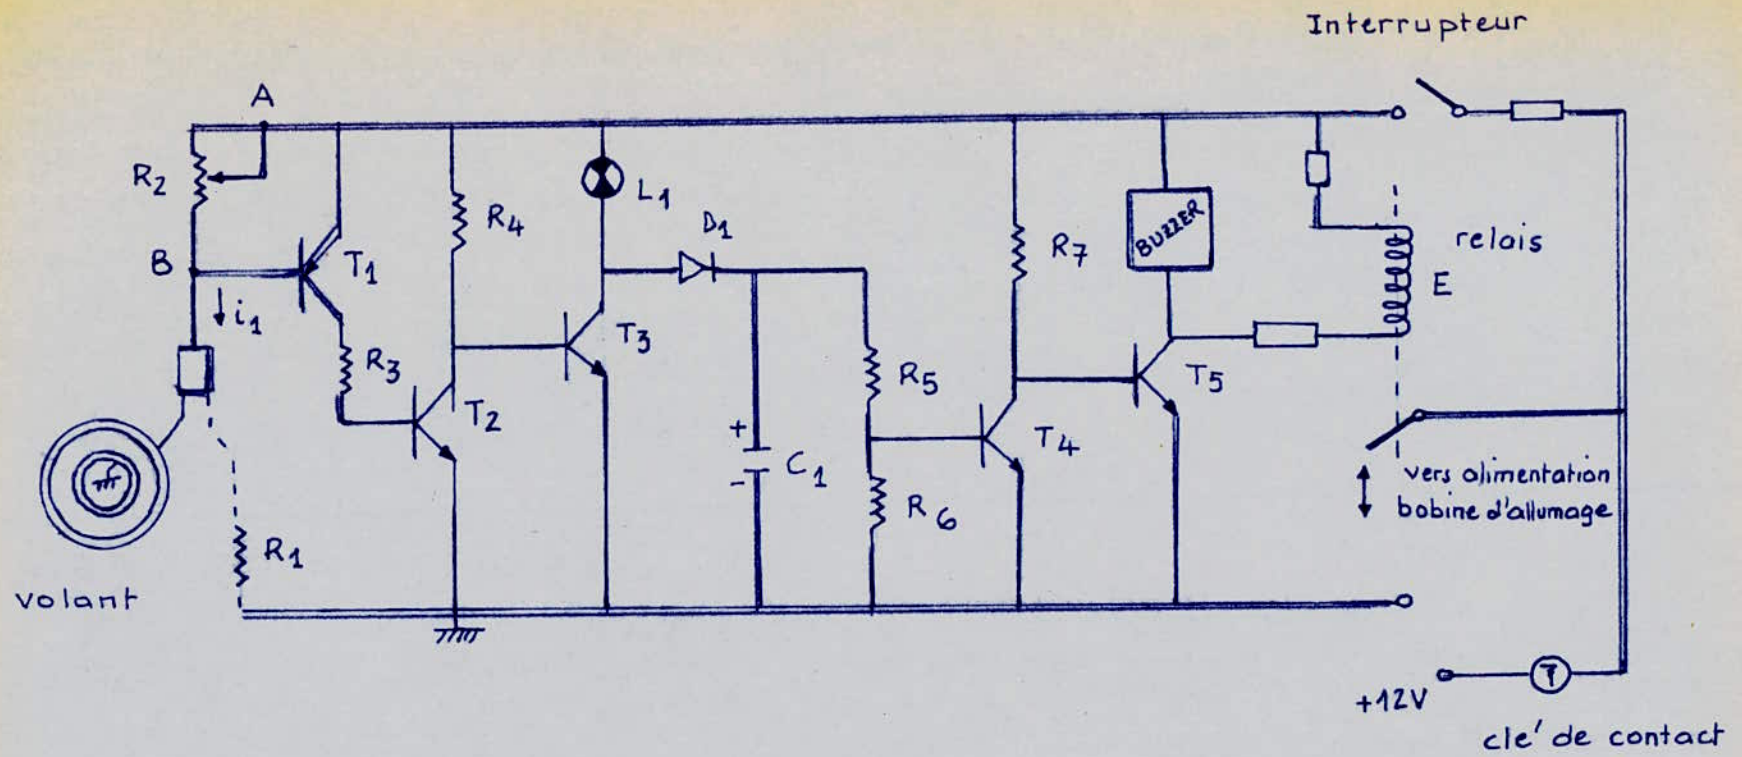 Interrupteur
A
R2
B
i1
T1
R3
R4
T2
L1
D1
T3
C1
+
-
R5
R6
R7
T4
BUZZER
T5
relais
E
vers alimentation
bobine d'allumage
R1
volant
+12V
cle' de contact